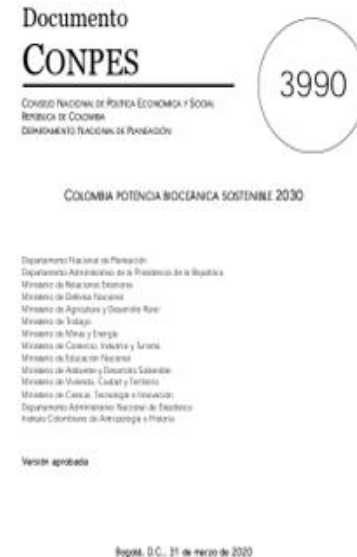 Documento
CONPES
3990
CONSEJO NACIONAL DE POLÍTICA ECONÓMICA Y SOCIAL
REPÚBLICA DE COLOMBIA
DEPARTAMENTO NACIONAL DE PLANEACIÓN
COLOMBIA POTENCIA BIOCEÁNICA SOSTENIBLE 2030
Departamento Nacional de Planeación
Departamento Administrativo de la Presidencia de la República
Ministerio de Relaciones Exteriores
Ministerio de Defensa Nacional
Ministerio de Agricultura y Desarrollo Rural
Ministerio de Trabajo
Ministerio de Minas y Energía
Ministerio de Comercio, Industria y Turismo
Ministerio de Educación Nacional
Ministerio de Ambiente y Desarrollo Sostenible
Ministerio de Vivienda, Ciudad y Territorio
Ministerio de Ciencia, Tecnología e Innovación
Departamento Administrativo Nacional de Estadística
Instituto Colombiano de Antropología e Historia
Versión aprobada
Bogotá, D.C., 31 de marzo de 2020